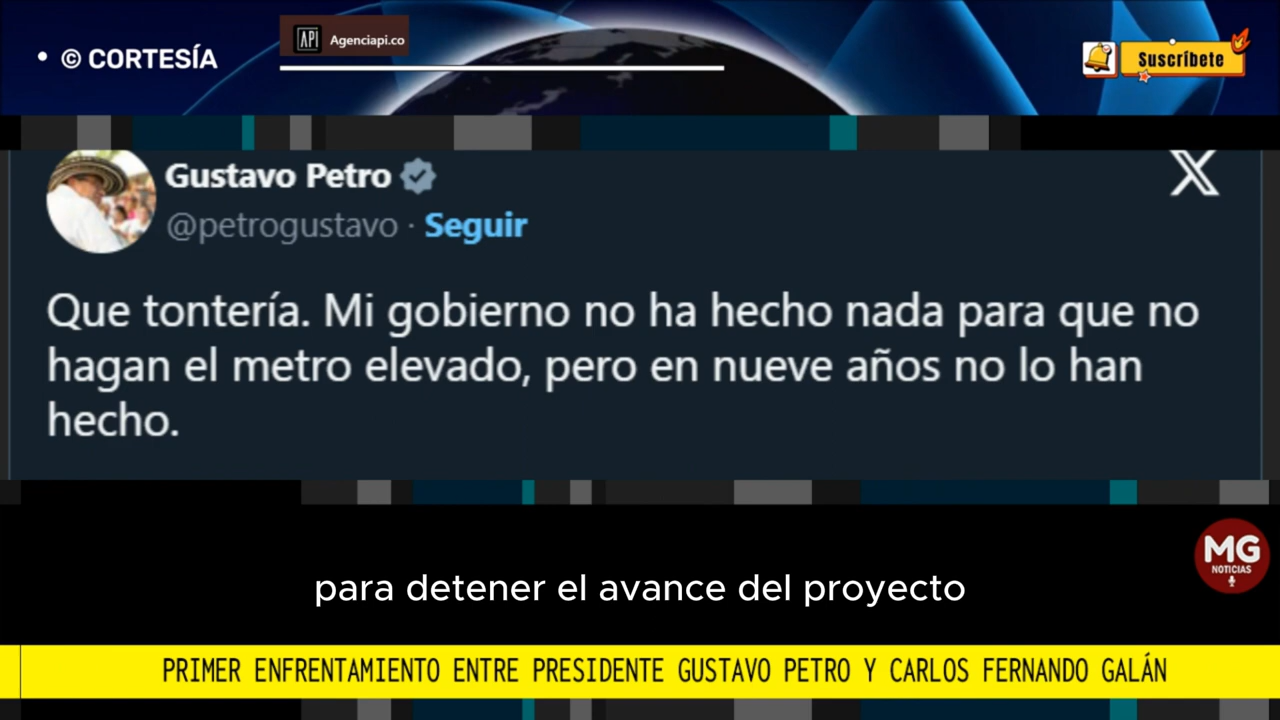 • © CORTESÍA
API
Agenciapi.co
Suscríbete
Gustavo Petro
@petrogustavo · Seguir
X
Que tontería. Mi gobierno no ha hecho nada para que no
hagan el metro elevado, pero en nueve años no lo han
hecho.
para detener el avance del proyecto
MG
NOTICIAS
PRIMER ENFRENTAMIENTO ENTRE PRESIDENTE GUSTAVO PETRO Y CARLOS FERNANDO GALÁN